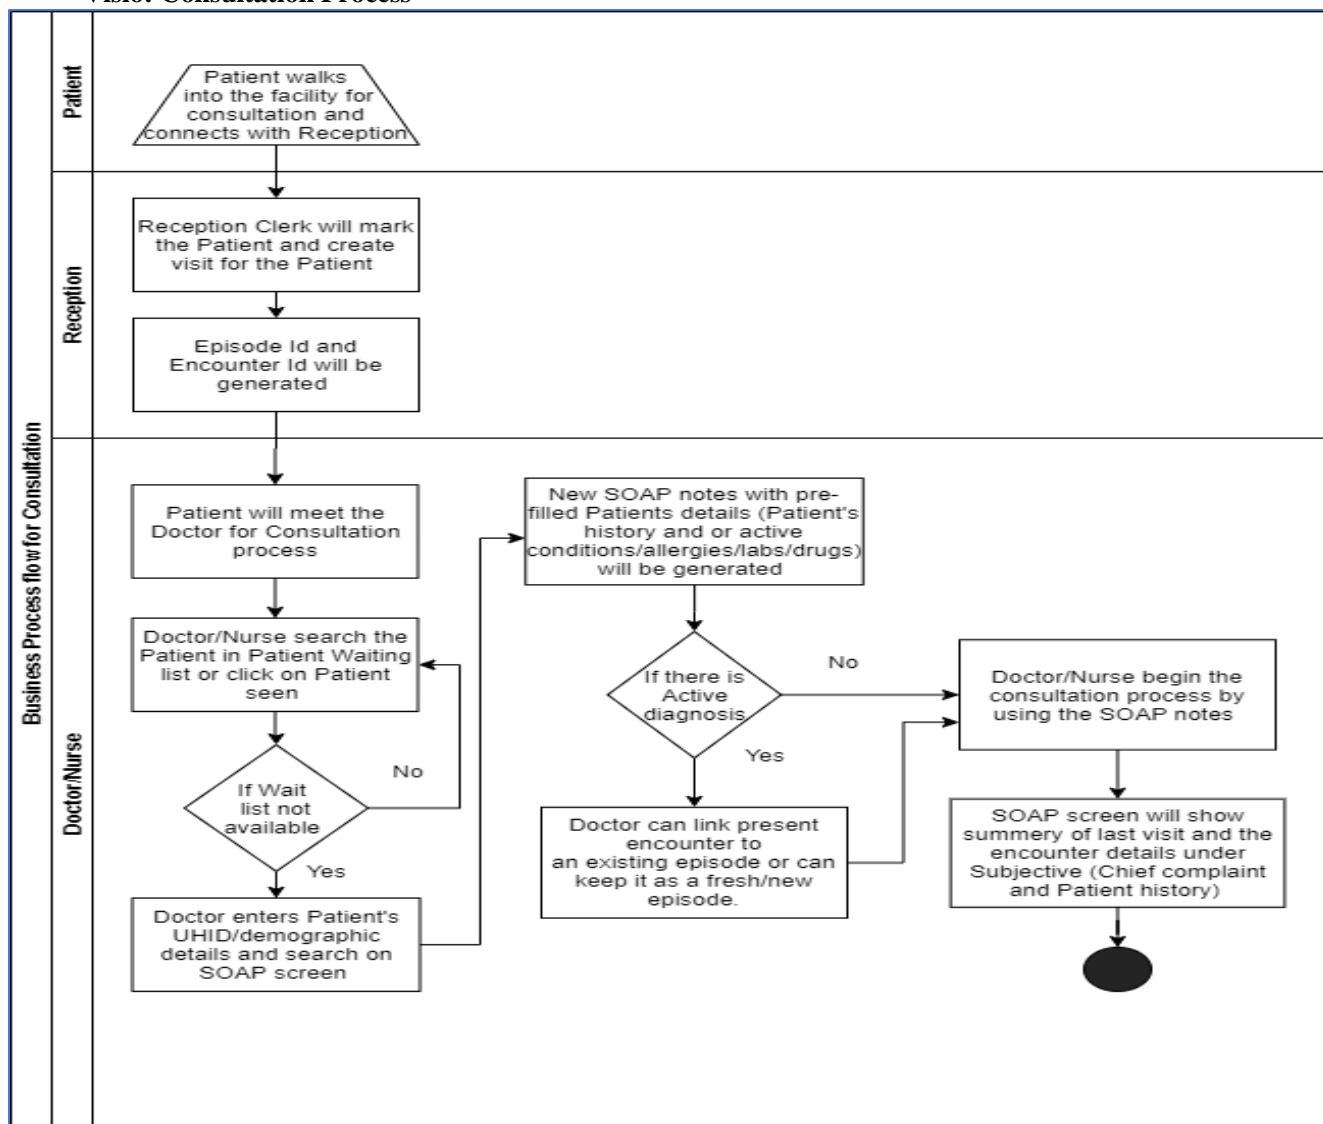 Visio: Consultation Process
Business Process flow for Consultation
Patient
Patient walks
into the facility for
consultation and
connects with Reception
Reception
Reception Clerk will mark
the Patient and create
visit for the Patient
Episode Id and
Encounter Id will be
generated
Doctor/Nurse
Patient will meet the
Doctor for Consultation
process
Doctor/Nurse search the
Patient in Patient Waiting
list or click on Patient
seen
If Wait
list not
available
No
Yes
Doctor enters Patient's
UHID/demographic
details and search on
SOAP screen
New SOAP notes with pre-
filled Patients details (Patient's
history and or active
conditions/allergies/labs/drugs)
will be generated
If there is
Active
diagnosis
No
Yes
Doctor can link present
encounter to
an existing episode or can
keep it as a fresh/new
episode.
Doctor/Nurse begin the
consultation process by
using the SOAP notes
SOAP screen will show
summery of last visit and the
encounter details under
Subjective (Chief complaint
and Patient history)